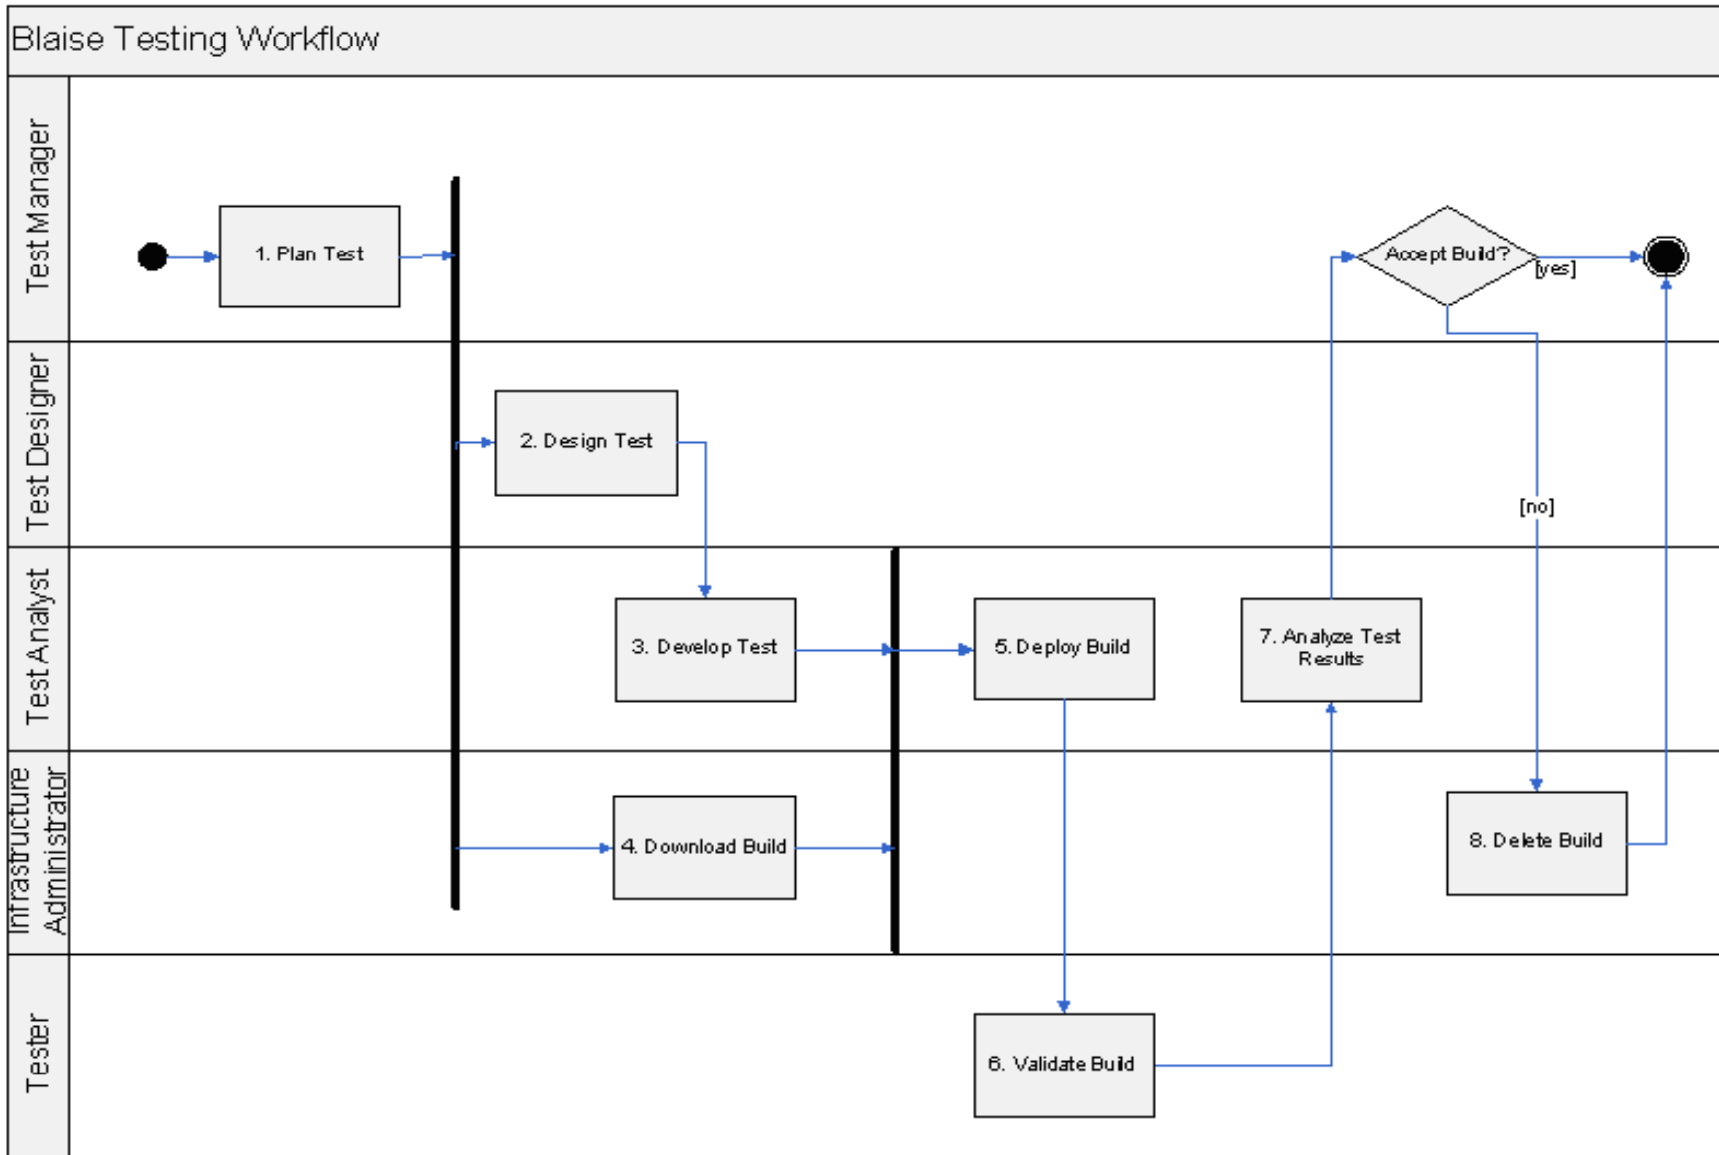 Blaise Testing Workflow
Test Manager
1. Plan Test
Accept Build?
[yes]
Test Designer
2. Design Test
[no]
Test Analyst
3. Develop Test
5. Deploy Build
7. Analyze Test
Results
Infrastructure
Administrator
4. Download Build
8. Delete Build
Tester
6. Validate Build